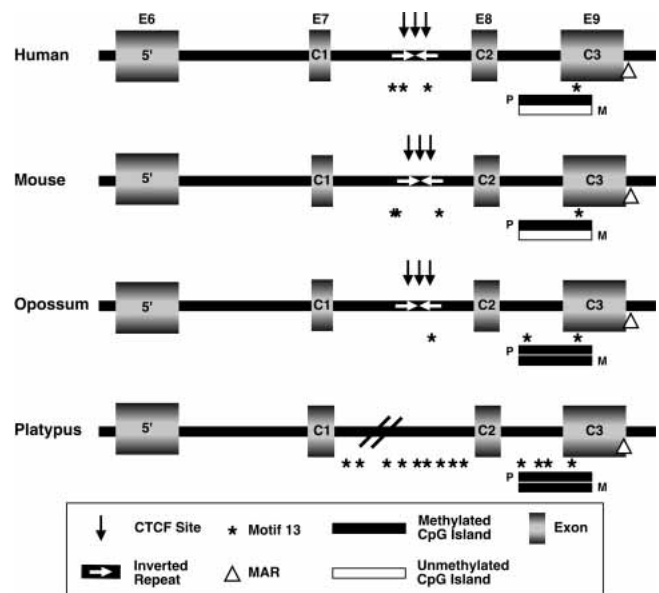 E6 E7 E8 E9
Human 5' C1 C2 C3
* * * *
P M
Mouse 5' C1 C2 C3
** * *
P M
Opossum 5' C1 C2 C3
* * *
P M
Platypus 5' C1 C2 C3
* * * * * * * * * * * * * *
P M
CTCF Site * Motif 13 Methylated CpG Island Exon
Inverted Repeat MAR Unmethylated CpG Island